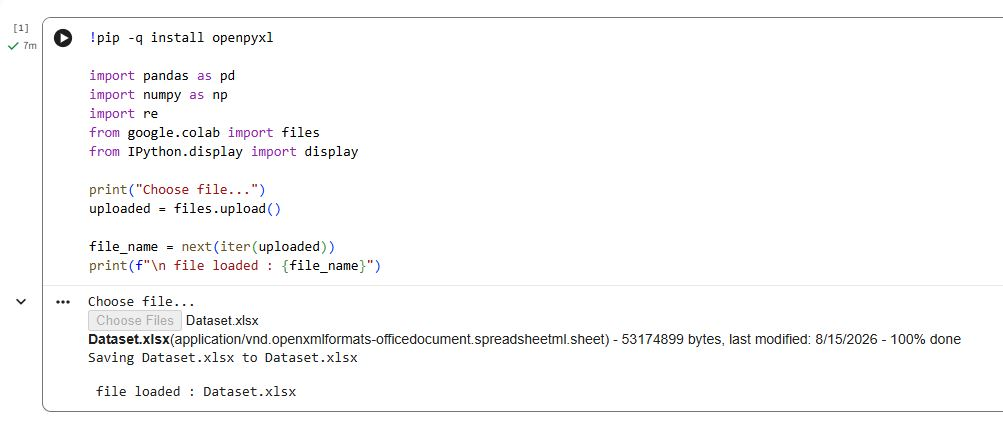 [1]
7m
!pip -q install openpyxl
import pandas as pd
import numpy as np
import re
from google.colab import files
from IPython.display import display
print("Choose file...")
uploaded = files.upload()
file_name = next(iter(uploaded))
print(f"\n file loaded : {file_name}")
Choose file...
Choose Files Dataset.xlsx
Dataset.xlsx(application/vnd.openxmlformats-officedocument.spreadsheetml.sheet) - 53174899 bytes, last modified: 8/15/2026 - 100% done
Saving Dataset.xlsx to Dataset.xlsx
file loaded : Dataset.xlsx